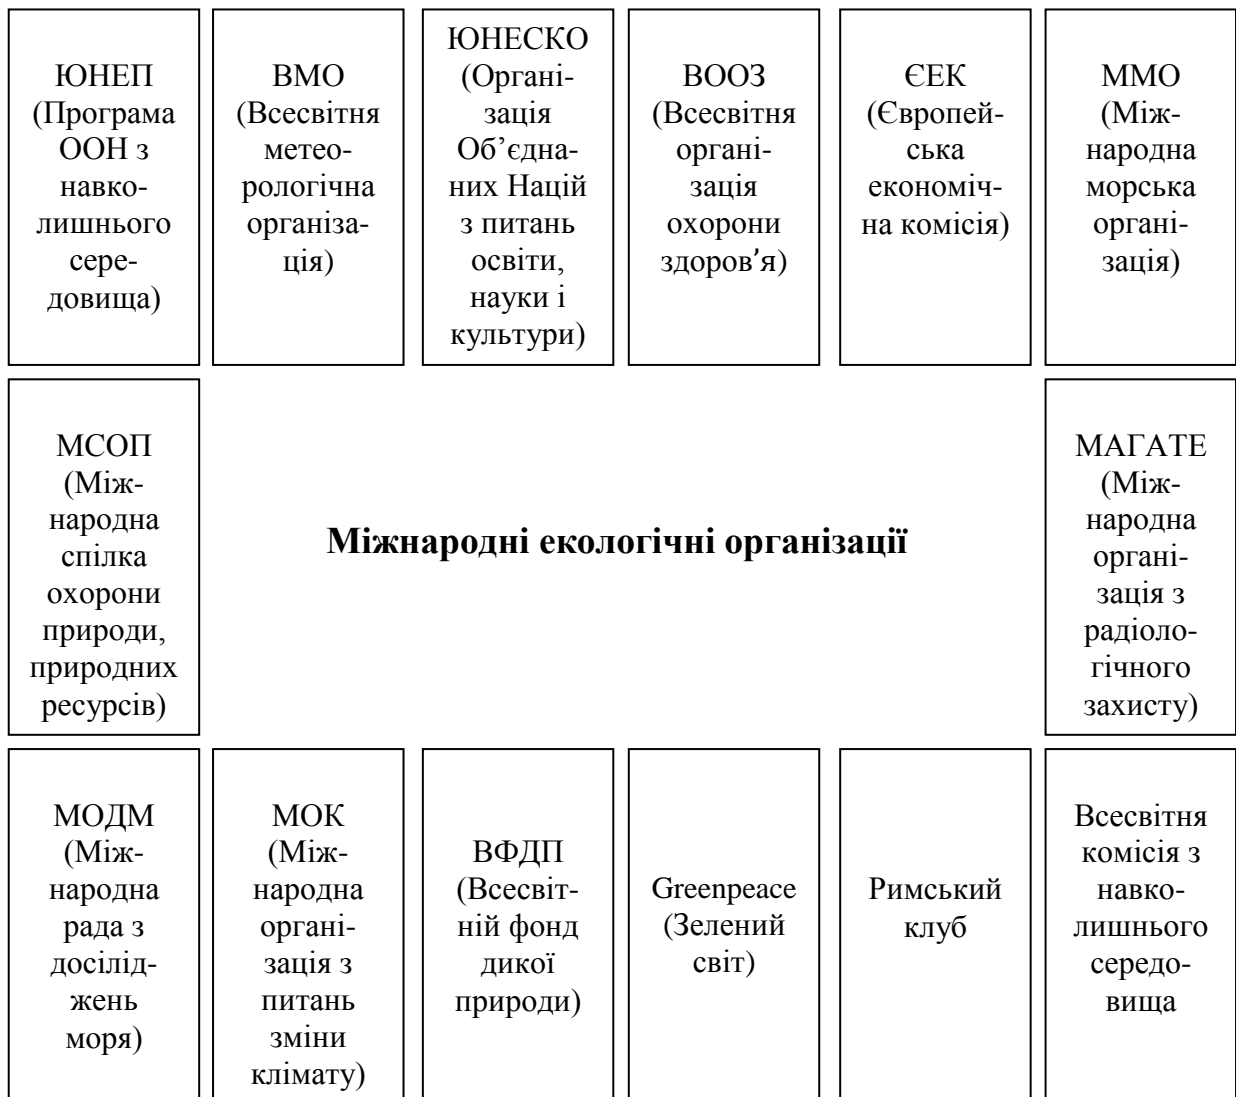 ЮНЕП
(Програма
ООН з
навко-
лишнього
сере-
довища)
ВМО
(Всесвітня
метео-
рологічна
організа-
ція)
ЮНЕСКО
(Органі-
зація
Об’єдна-
них Націй
з питань
освіти,
науки і
культури)
ВООЗ
(Всесвітня
органі-
зація
охорони
здоров’я)
ЄЕК
(Європей-
ська
економіч-
на комісія)
ММО
(Між-
народна
морська
органі-
зація)
МСОП
(Між-
народна
спілка
охорони
природи,
природних
ресурсів)
Міжнародні екологічні організації
МАГАТЕ
(Між-
народна
органі-
зація з
радіоло-
гічного
захисту)
МОДМ
(Між-
народна
рада з
досілід-
жень
моря)
МОК
(Між-
народна
органі-
зація з
питань
зміни
клімату)
ВФДП
(Всесвіт-
ній фонд
дикої
природи)
Greenpeace
(Зелений
світ)
Римський
клуб
Всесвітня
комісія з
навко-
лишнього
середо-
вища